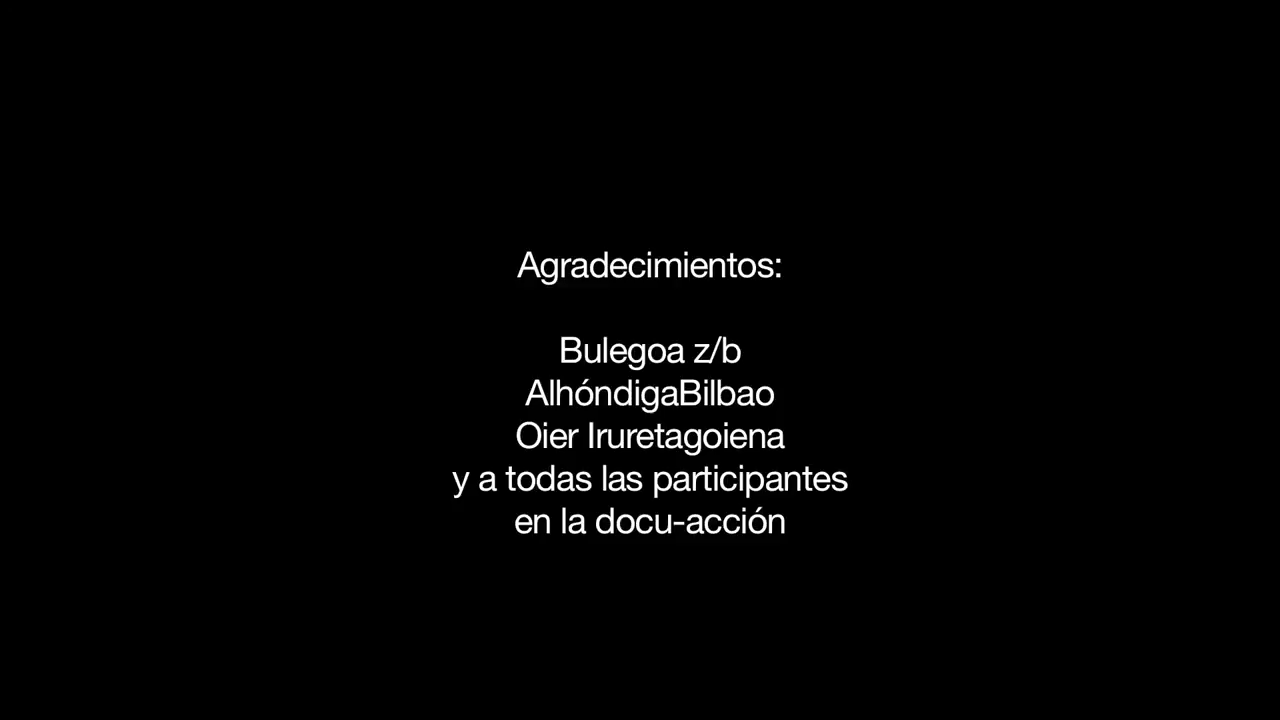 Agradecimientos:
Bulegoa z/b
AlhóndigaBilbao
Oier Iruretagoiena
y a todas las participantes
en la docu-acción